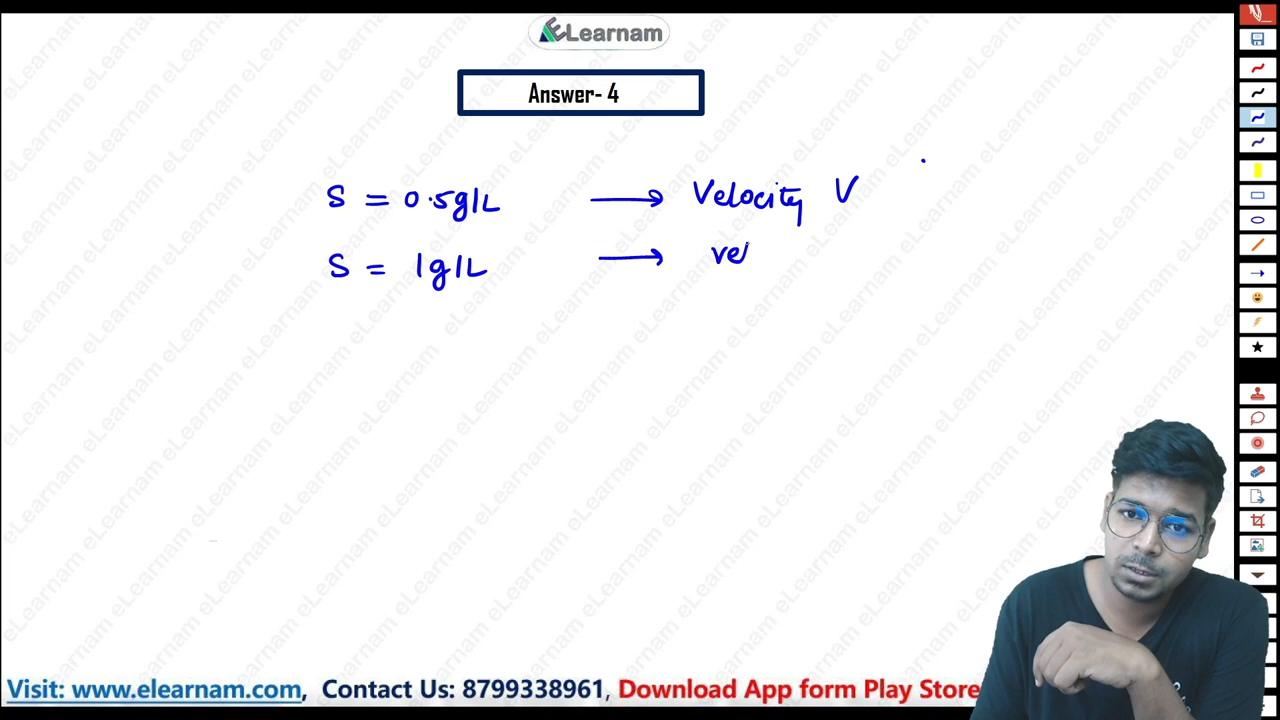 eLearnam
Answer- 4
S = 0.5g/L → Velocity V
S = 1g/L → vel
Visit: www.elearnam.com, Contact Us: 8799338961, Download App form Play Store